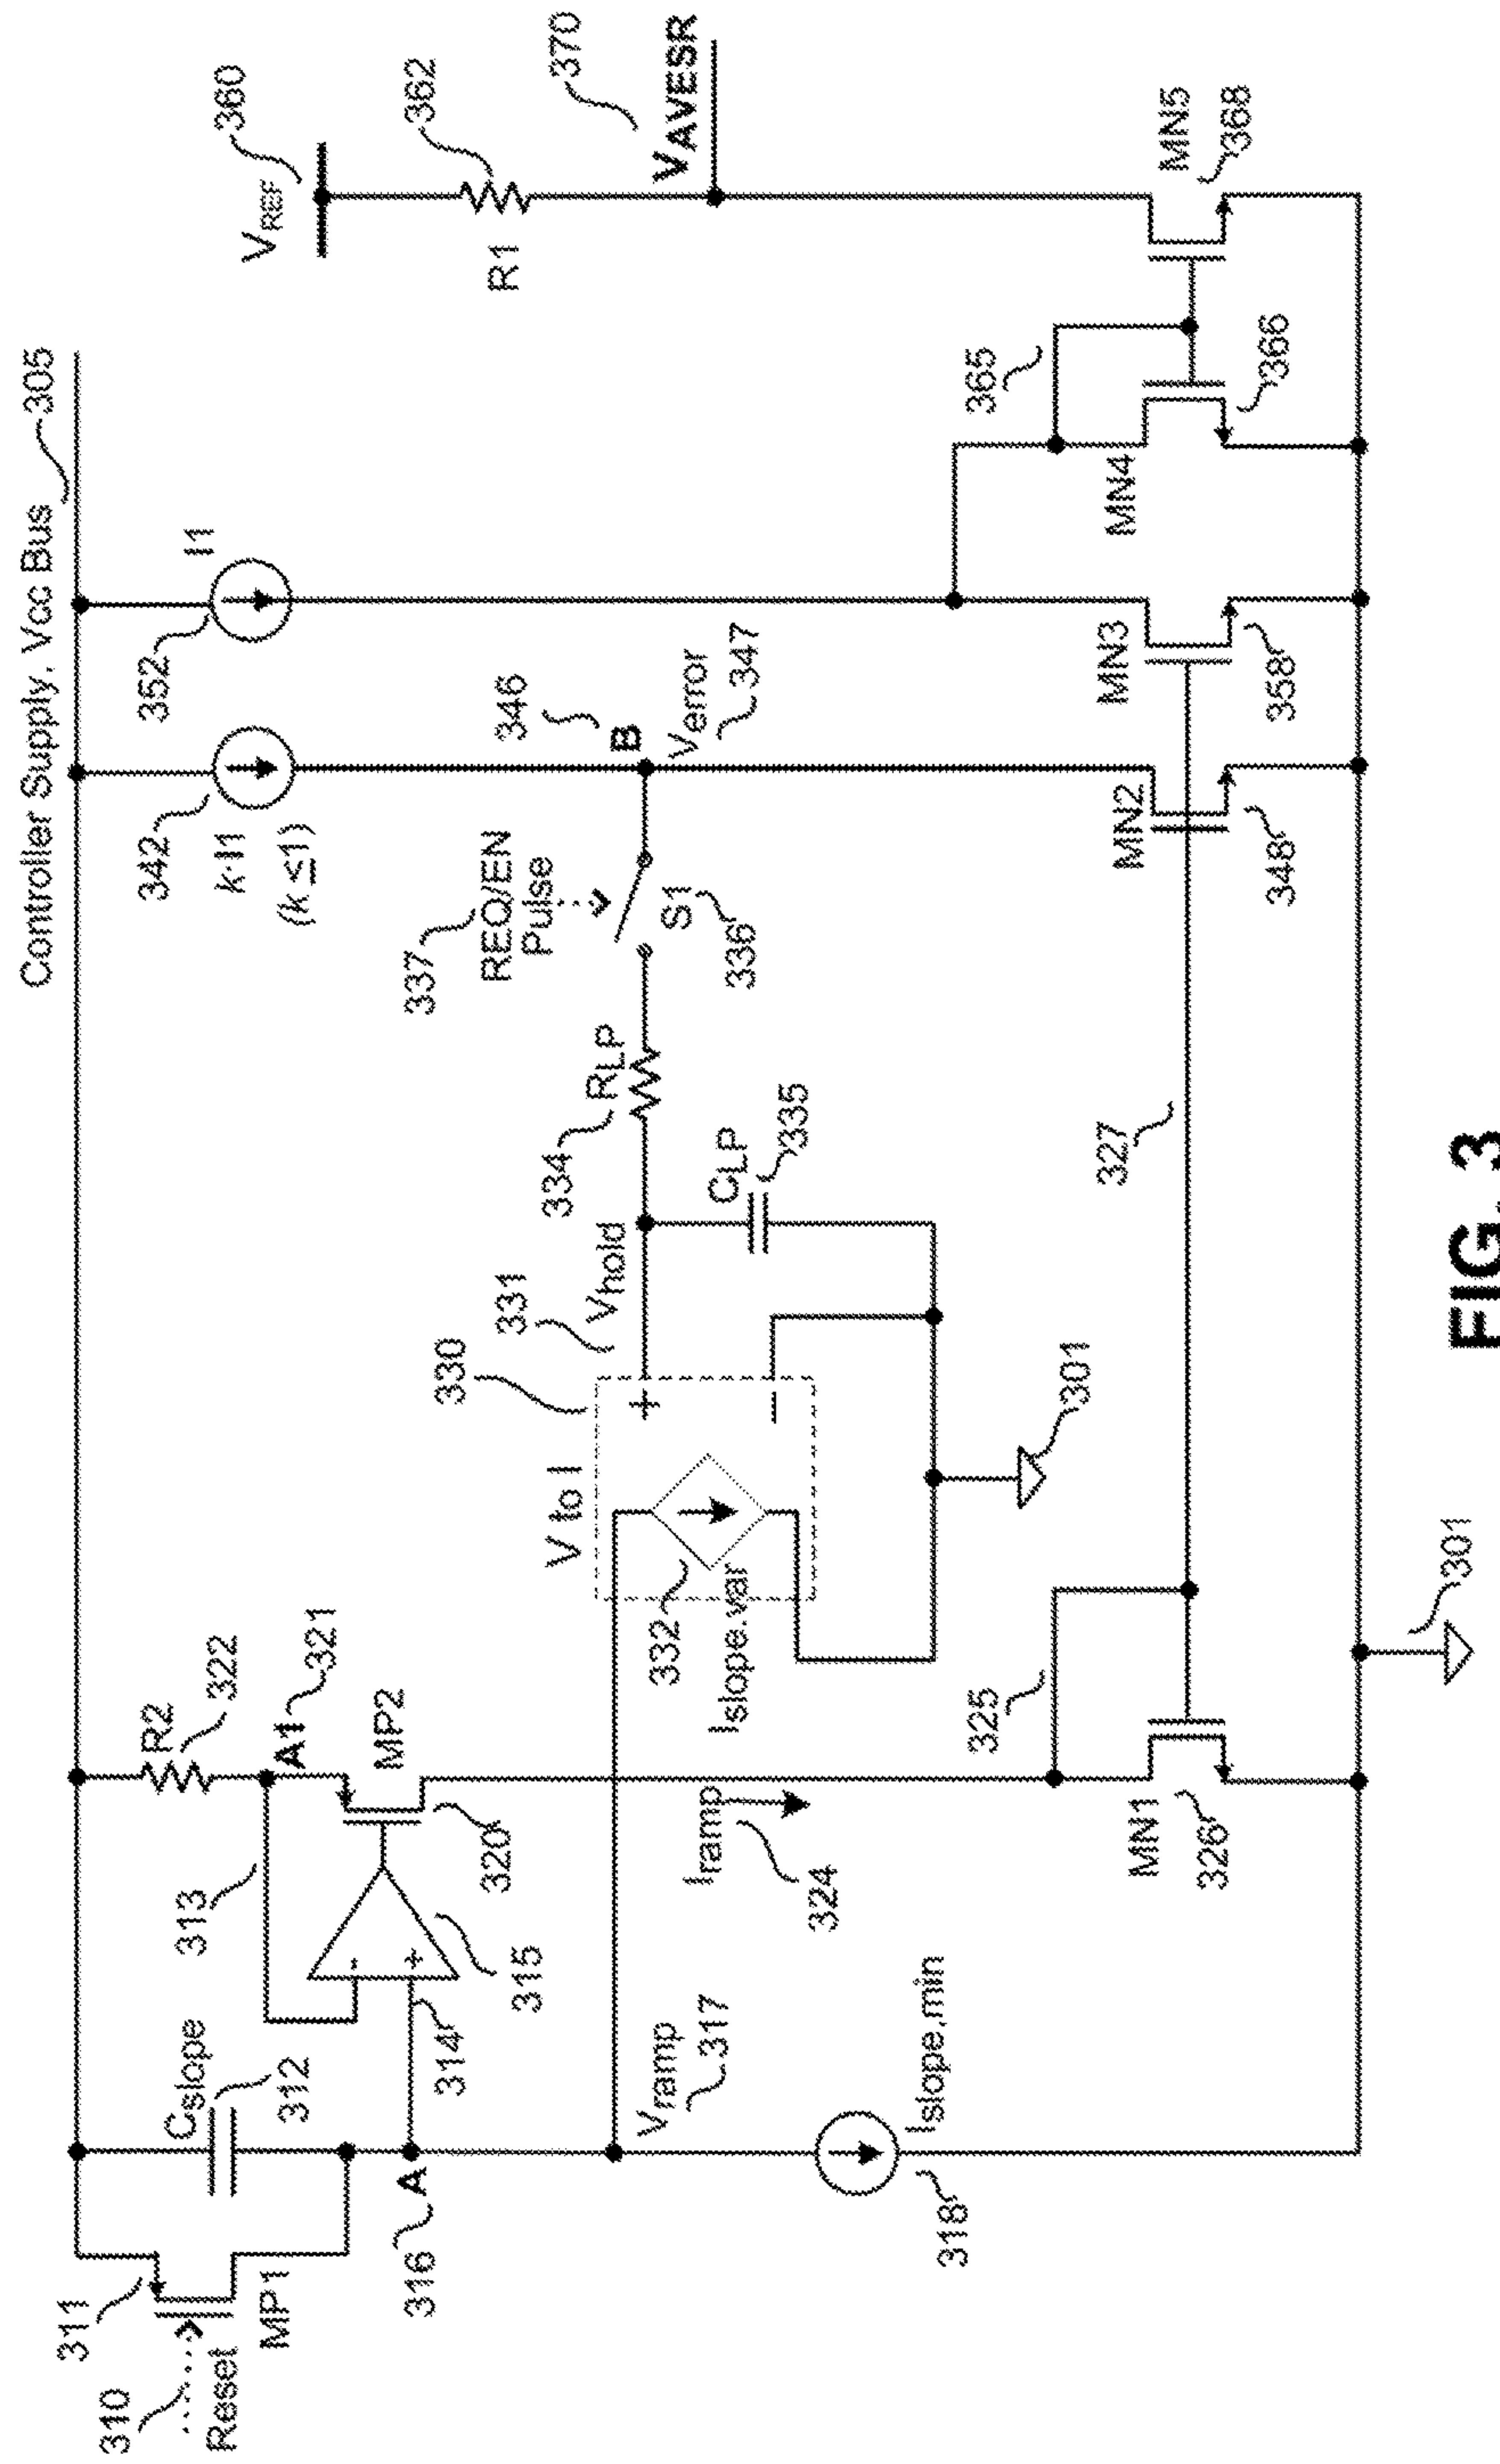 Controller Supply, Vcc Bus
305
310
Reset
311
MP1
Cslope
312
316
A
314
313
315
R2
322
A1
321
MP2
320
Vramp
317
318
Islope.min
Iramp
324
325
MN1
326
V to I
330
332
Islope.var
+
−
-
+
331
Vhold
334
RLP
CLP
335
301
301
327
337
REQ/EN
Pulse
S1
336
342
k·I1
(k ≤1)
346
B
Verror
347
MN2
348
352
I1
MN3
358
365
MN4
366
VREF
360
R1
362
VAVESR
370
MN5
368
FIG. 3